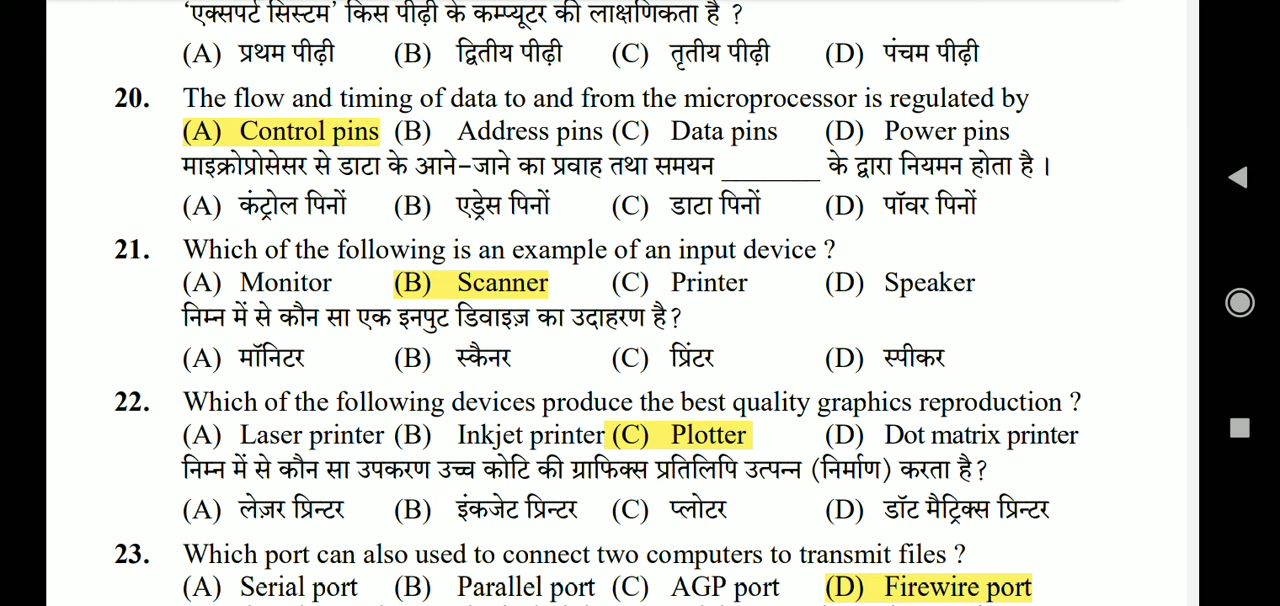 'एक्सपर्ट सिस्टम' किस पीढ़ी के कम्प्यूटर की लाक्षणिकता है ?
(A) प्रथम पीढ़ी (B) द्वितीय पीढ़ी (C) तृतीय पीढ़ी (D) पंचम पीढ़ी
20. The flow and timing of data to and from the microprocessor is regulated by
(A) Control pins (B) Address pins (C) Data pins (D) Power pins
माइक्रोप्रोसेसर से डाटा के आने-जाने का प्रवाह तथा समयन ________ के द्वारा नियमन होता है ।
(A) कंट्रोल पिनों (B) एड्रेस पिनों (C) डाटा पिनों (D) पॉवर पिनों
21. Which of the following is an example of an input device ?
(A) Monitor (B) Scanner (C) Printer (D) Speaker
निम्न में से कौन सा एक इनपुट डिवाइज़ का उदाहरण है ?
(A) मॉनिटर (B) स्कैनर (C) प्रिंटर (D) स्पीकर
22. Which of the following devices produce the best quality graphics reproduction ?
(A) Laser printer (B) Inkjet printer (C) Plotter (D) Dot matrix printer
निम्न में से कौन सा उपकरण उच्च कोटि की ग्राफिक्स प्रतिलिपि उत्पन्न (निर्माण) करता है ?
(A) लेज़र प्रिन्टर (B) इंकजेट प्रिन्टर (C) प्लोटर (D) डॉट मैट्रिक्स प्रिन्टर
23. Which port can also used to connect two computers to transmit files ?
(A) Serial port (B) Parallel port (C) AGP port (D) Firewire port